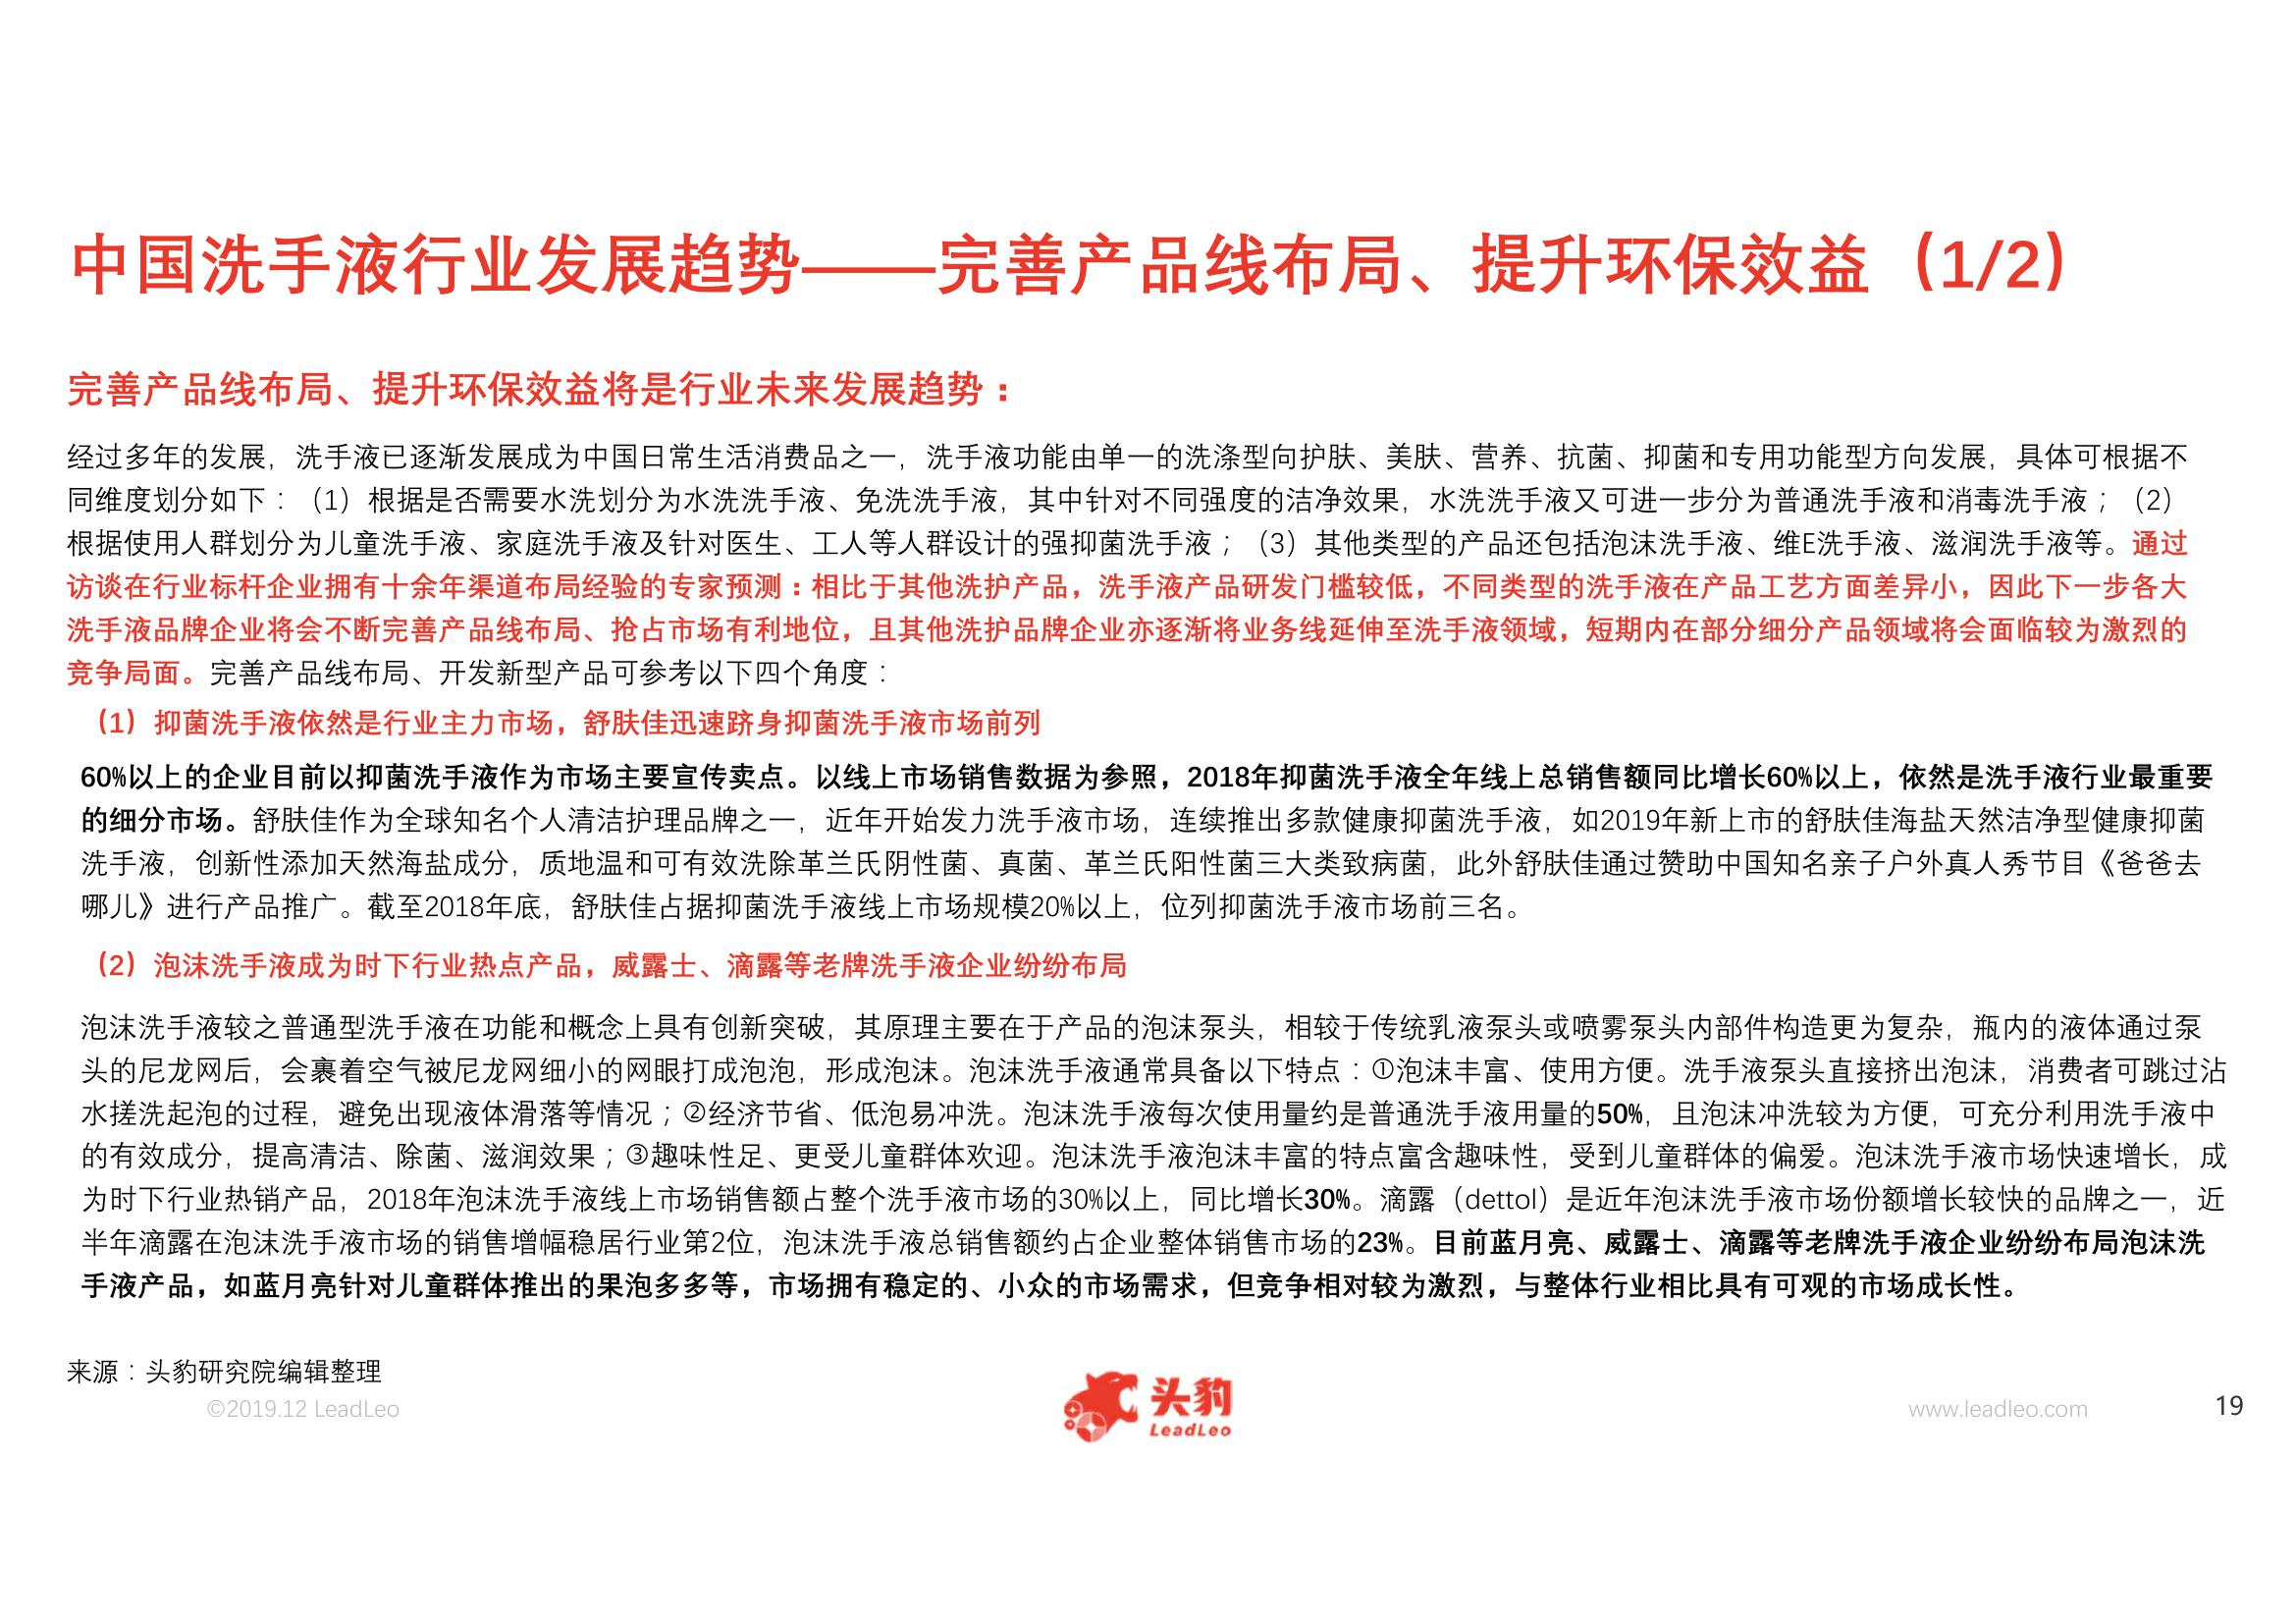 中国洗手液行业发展趋势——完善产品线布局、提升环保效益（1/2）
完善产品线布局、提升环保效益将是行业未来发展趋势：
经过多年的发展，洗手液已逐渐发展成为中国日常生活消费品之一，洗手液功能由单一的洗涤型向护肤、美肤、营养、抗菌、抑菌和专用功能型方向发展，具体可根据不
同维度划分如下：（1）根据是否需要水洗划分为水洗洗手液、免洗洗手液，其中针对不同强度的洁净效果，水洗洗手液又可进一步分为普通洗手液和消毒洗手液；（2）
根据使用人群划分为儿童洗手液、家庭洗手液及针对医生、工人等人群设计的强抑菌洗手液；（3）其他类型的产品还包括泡沫洗手液、维E洗手液、滋润洗手液等。通过
访谈在行业标杆企业拥有十余年渠道布局经验的专家预测：相比于其他洗护产品，洗手液产品研发门槛较低，不同类型的洗手液在产品工艺方面差异小，因此下一步各大
洗手液品牌企业将会不断完善产品线布局、抢占市场有利地位，且其他洗护品牌企业亦逐渐将业务线延伸至洗手液领域，短期内在部分细分产品领域将会面临较为激烈的
竞争局面。完善产品线布局、开发新型产品可参考以下四个角度：
（1）抑菌洗手液依然是行业主力市场，舒肤佳迅速跻身抑菌洗手液市场前列
60%以上的企业目前以抑菌洗手液作为市场主要宣传卖点。以线上市场销售数据为参照，2018年抑菌洗手液全年线上总销售额同比增长60%以上，依然是洗手液行业最重要
的细分市场。舒肤佳作为全球知名个人清洁护理品牌之一，近年开始发力洗手液市场，连续推出多款健康抑菌洗手液，如2019年新上市的舒肤佳海盐天然洁净型健康抑菌
洗手液，创新性添加天然海盐成分，质地温和可有效洗除革兰氏阴性菌、真菌、革兰氏阳性菌三大类致病菌，此外舒肤佳通过赞助中国知名亲子户外真人秀节目《爸爸去
哪儿》进行产品推广。截至2018年底，舒肤佳占据抑菌洗手液线上市场规模20%以上，位列抑菌洗手液市场前三名。
（2）泡沫洗手液成为时下行业热点产品，威露士、滴露等老牌洗手液企业纷纷布局
泡沫洗手液较之普通型洗手液在功能和概念上具有创新突破，其原理主要在于产品的泡沫泵头，相较于传统乳液泵头或喷雾泵头内部件构造更为复杂，瓶内的液体通过泵
头的尼龙网后，会裹着空气被尼龙网细小的网眼打成泡泡，形成泡沫。泡沫洗手液通常具备以下特点：①泡沫丰富、使用方便。洗手液泵头直接挤出泡沫，消费者可跳过沾
水搓洗起泡的过程，避免出现液体滑落等情况；②经济节省、低泡易冲洗。泡沫洗手液每次使用量约是普通洗手液用量的50%，且泡沫冲洗较为方便，可充分利用洗手液中
的有效成分，提高清洁、除菌、滋润效果；③趣味性足、更受儿童群体欢迎。泡沫洗手液泡沫丰富的特点富含趣味性，受到儿童群体的偏爱。泡沫洗手液市场快速增长，成
为时下行业热销产品，2018年泡沫洗手液线上市场销售额占整个洗手液市场的30%以上，同比增长30%。滴露（dettol）是近年泡沫洗手液市场份额增长较快的品牌之一，近
半年滴露在泡沫洗手液市场的销售增幅稳居行业第2位，泡沫洗手液总销售额约占企业整体销售市场的23%。目前蓝月亮、威露士、滴露等老牌洗手液企业纷纷布局泡沫洗
手液产品，如蓝月亮针对儿童群体推出的果泡多多等，市场拥有稳定的、小众的市场需求，但竞争相对较为激烈，与整体行业相比具有可观的市场成长性。
来源：头豹研究院编辑整理
©2019.12 LeadLeo
头豹
LeadLeo
www.leadleo.com
19